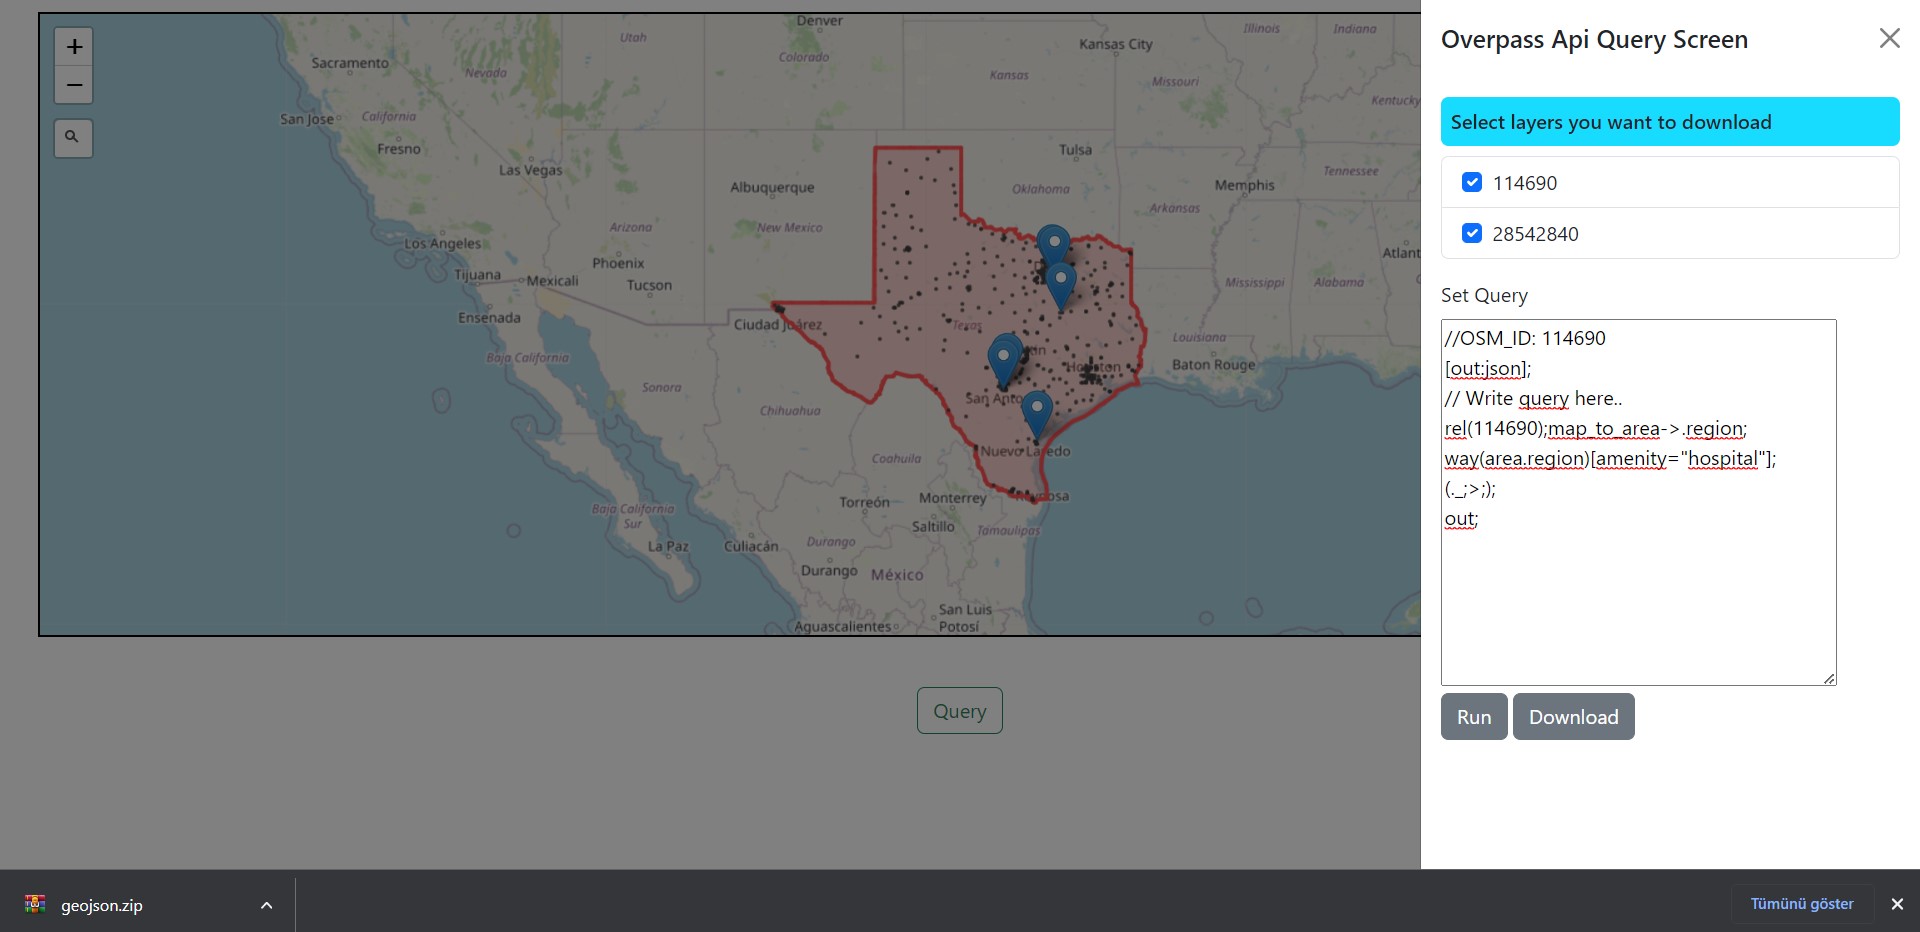 Overpass Api Query Screen
Select layers you want to download
114690
28542840
Set Query
//OSM_ID: 114690
[out:json];
// Write query here..
rel(114690);map_to_area->.region;
way(area.region)[amenity="hospital"];
(._;>;);
out;
Run
Download
Query
+
−
Denver
Utah
Colorado
Kansas City
Illinois
Indiana
Sacramento
Nevada
Kansas
Missouri
Kentucky
San Jose
California
Fresno
Las Vegas
Tulsa
Albuquerque
Oklahoma
Memphis
Tennessee
Arkansas
Arizona
New Mexico
Los Angeles
Phoenix
Atlant
Tijuana
Mexicali
Tucson
Mississippi
Alabama
Ensenada
Ciudad Juárez
Texas
Louisiana
Baja California
Houston
Baton Rouge
Sonora
San Anto
Chihuahua
Nuevo Laredo
Coahuila
Torreón
Monterrey
Reynosa
Baja California
Sur
Saltillo
Tamaulipas
La Paz
Culiacán
Durango
Durango
México
San Luis
Potosí
Aguascalientes
geojson.zip
Tümünü göster